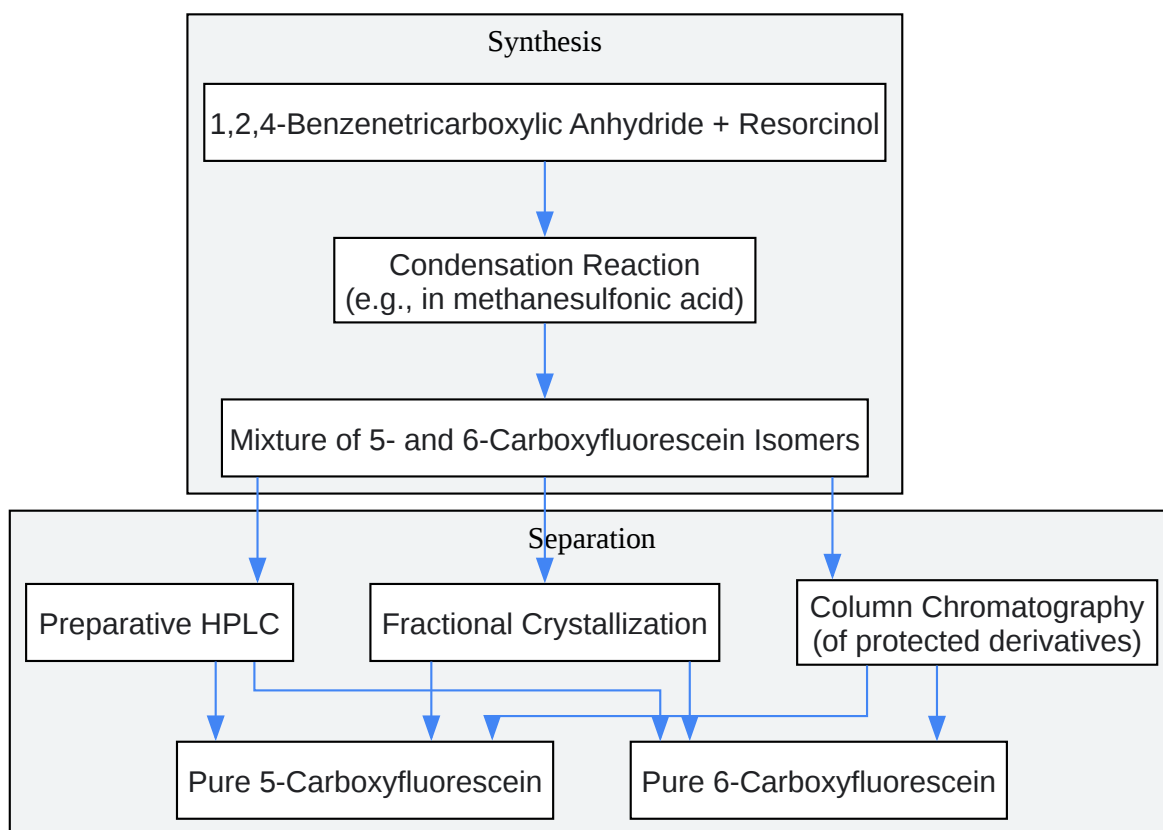 Synthesis
1,2,4-Benzenetricarboxylic Anhydride + Resorcinol
Condensation Reaction
(e.g., in methanesulfonic acid)
Mixture of 5- and 6-Carboxyfluorescein Isomers
Separation
Preparative HPLC
Fractional Crystallization
Column Chromatography
(of protected derivatives)
Pure 5-Carboxyfluorescein
Pure 6-Carboxyfluorescein